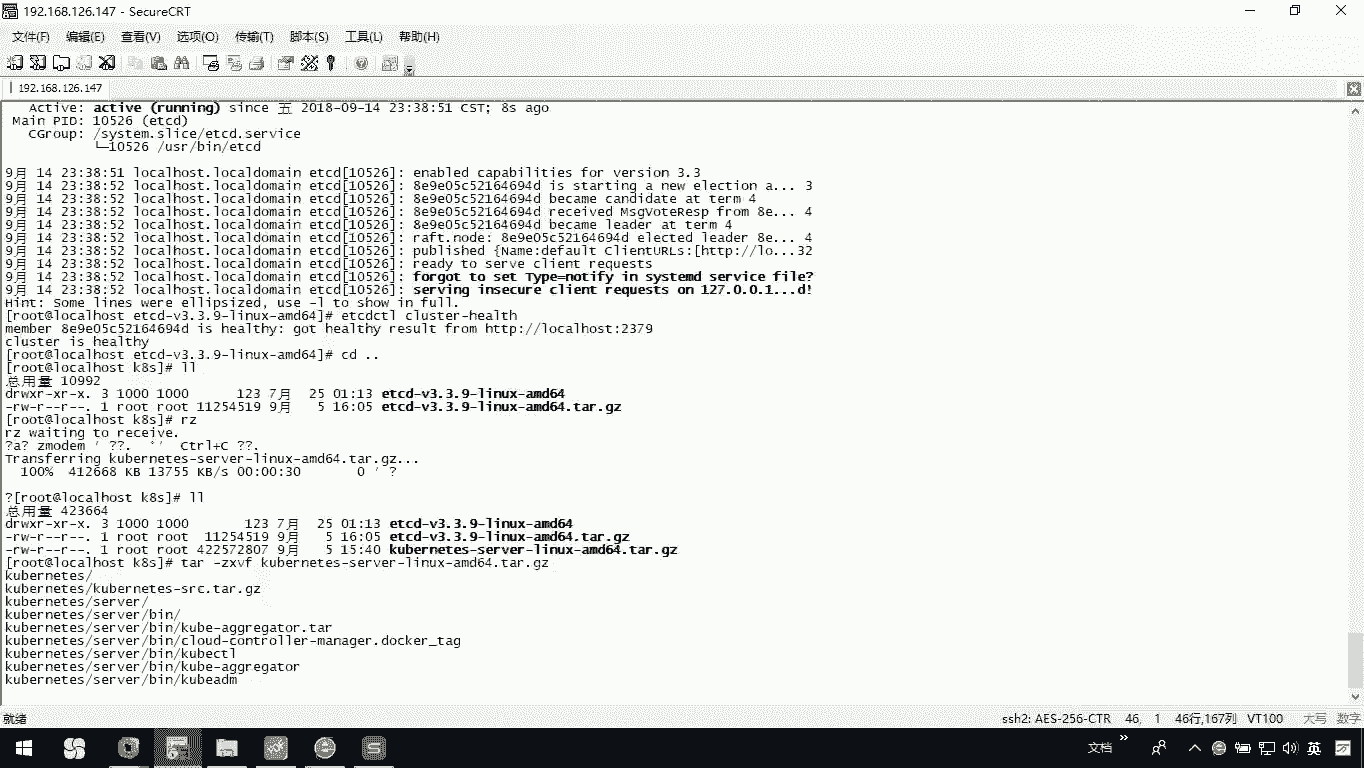 192.168.126.147 - SecureCRT
文件(F) 编辑(E) 查看(V) 选项(O) 传输(T) 脚本(S) 工具(L) 帮助(H)
192.168.126.147
Active: active (running) since 五 2018-09-14 23:38:51 CST; 8s ago
Main PID: 10526 (etcd)
CGroup: /system.slice/etcd.service
└─10526 /usr/bin/etcd
9月 14 23:38:51 localhost.localdomain etcd[10526]: enabled capabilities for version 3.3
9月 14 23:38:52 localhost.localdomain etcd[10526]: 8e9e05c52164694d is starting a new election a... 3
9月 14 23:38:52 localhost.localdomain etcd[10526]: 8e9e05c52164694d became candidate at term 4
9月 14 23:38:52 localhost.localdomain etcd[10526]: 8e9e05c52164694d received MsgVoteResp from 8e... 4
9月 14 23:38:52 localhost.localdomain etcd[10526]: 8e9e05c52164694d became leader at term 4
9月 14 23:38:52 localhost.localdomain etcd[10526]: raft.node: 8e9e05c52164694d elected leader 8e... 4
9月 14 23:38:52 localhost.localdomain etcd[10526]: published {Name:default ClientURLs:[http://lo...32
9月 14 23:38:52 localhost.localdomain etcd[10526]: ready to serve client requests
9月 14 23:38:52 localhost.localdomain etcd[10526]: forgot to set Type=notify in systemd service file?
9月 14 23:38:52 localhost.localdomain etcd[10526]: serving insecure client requests on 127.0.0.1...d!
Hint: Some lines were ellipsized, use -l to show in full.
[root@localhost etcd-v3.3.9-linux-amd64]# etcdctl cluster-health
member 8e9e05c52164694d is healthy: got healthy result from http://localhost:2379
cluster is healthy
[root@localhost etcd-v3.3.9-linux-amd64]# cd ..
[root@localhost k8s]# ll
总用量 10992
drwxr-xr-x. 3 1000 1000 123 7月 25 01:13 etcd-v3.3.9-linux-amd64
-rw-r--r--. 1 root root 11254519 9月 5 16:05 etcd-v3.3.9-linux-amd64.tar.gz
[root@localhost k8s]# rz
rz waiting to receive.
?a? zmodem ′ ??. °′ Ctrl+C ??.
Transferring kubernetes-server-linux-amd64.tar.gz...
100% 412668 KB 13755 KB/s 00:00:30 0 ′ ?
?[root@localhost k8s]# ll
总用量 423664
drwxr-xr-x. 3 1000 1000 123 7月 25 01:13 etcd-v3.3.9-linux-amd64
-rw-r--r--. 1 root root 11254519 9月 5 16:05 etcd-v3.3.9-linux-amd64.tar.gz
-rw-r--r--. 1 root root 422572807 9月 5 15:40 kubernetes-server-linux-amd64.tar.gz
[root@localhost k8s]# tar -zxvf kubernetes-server-linux-amd64.tar.gz
kubernetes/
kubernetes/kubernetes-src.tar.gz
kubernetes/server/
kubernetes/server/bin/
kubernetes/server/bin/kube-aggregator.tar
kubernetes/server/bin/cloud-controller-manager.docker_tag
kubernetes/server/bin/kubectl
kubernetes/server/bin/kube-aggregator
kubernetes/server/bin/kubeadm
就绪 ssh2: AES-256-CTR 46, 1 46行,167列 VT100 大写 数字
文档 英